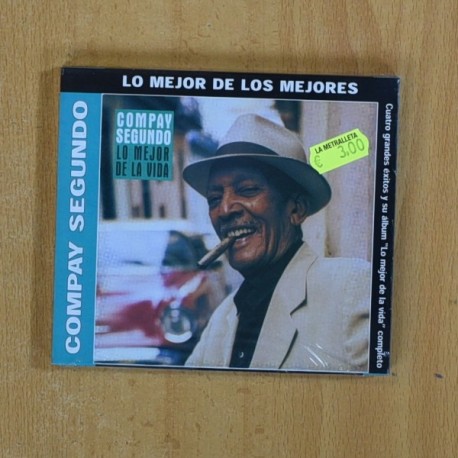 LO MEJOR DE LOS MEJORES
COMPAY SEGUNDO
COMPAY
SEGUNDO
LO MEJOR
DE LA VIDA
LA METRALLETA
€ 3,00
Cuatro grandes éxitos y su álbum "Lo mejor de la vida" completo